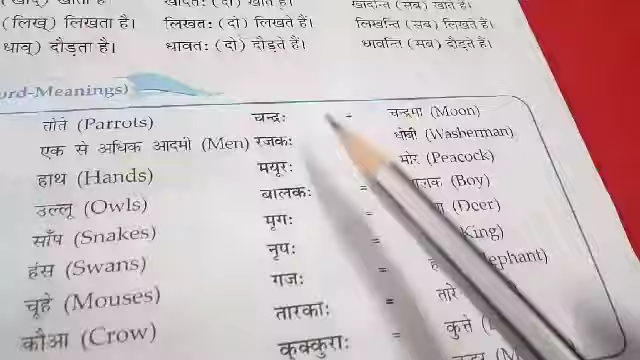 (लिख्) लिखता है। लिखतः (दो) लिखते हैं। लिखन्ति (सब) लिखते हैं।
धाव्) दौड़ता है। धावतः (दो) दौड़ते हैं। धावन्ति (सब) दौड़ते हैं।
ord-Meanings)
तोते (Parrots) चन्द्रः - चन्द्रमा (Moon)
एक से अधिक आदमी (Men) रजकः धोबी (Washerman)
हाथ (Hands) मयूरः मोर (Peacock)
उल्लू (Owls) बालकः = (Boy)
साँप (Snakes) मृगः = (Deer)
हंस (Swans) नृपः = King)
चूहे (Mouses) गजः = ephant)
कौआ (Crow) तारकाः = तारे
कुक्कुराः = कुत्ते